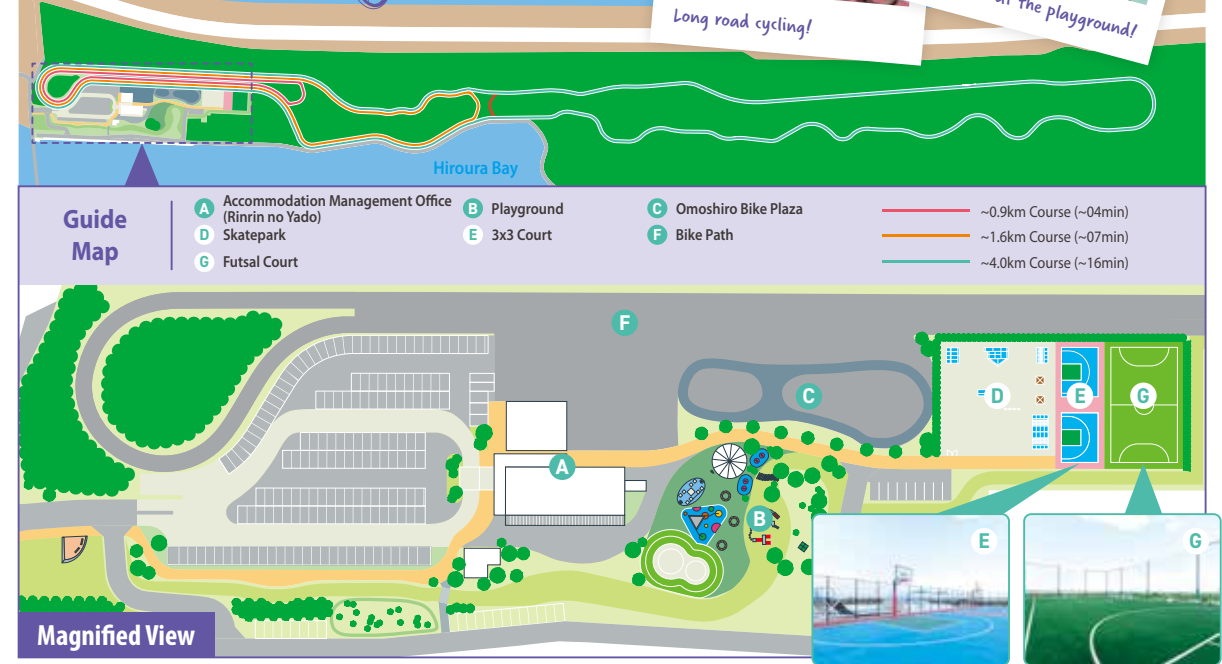 Long road cycling!
the playground!
Hiroura Bay
Guide
Map
A Accommodation Management Office
(Rinrin no Yado)
B Playground
C Omoshiro Bike Plaza
D Skatepark
E 3x3 Court
F Bike Path
G Futsal Court
~0.9km Course (~04min)
~1.6km Course (~07min)
~4.0km Course (~16min)
F
C
D
E
G
A
B
E
G
Magnified View